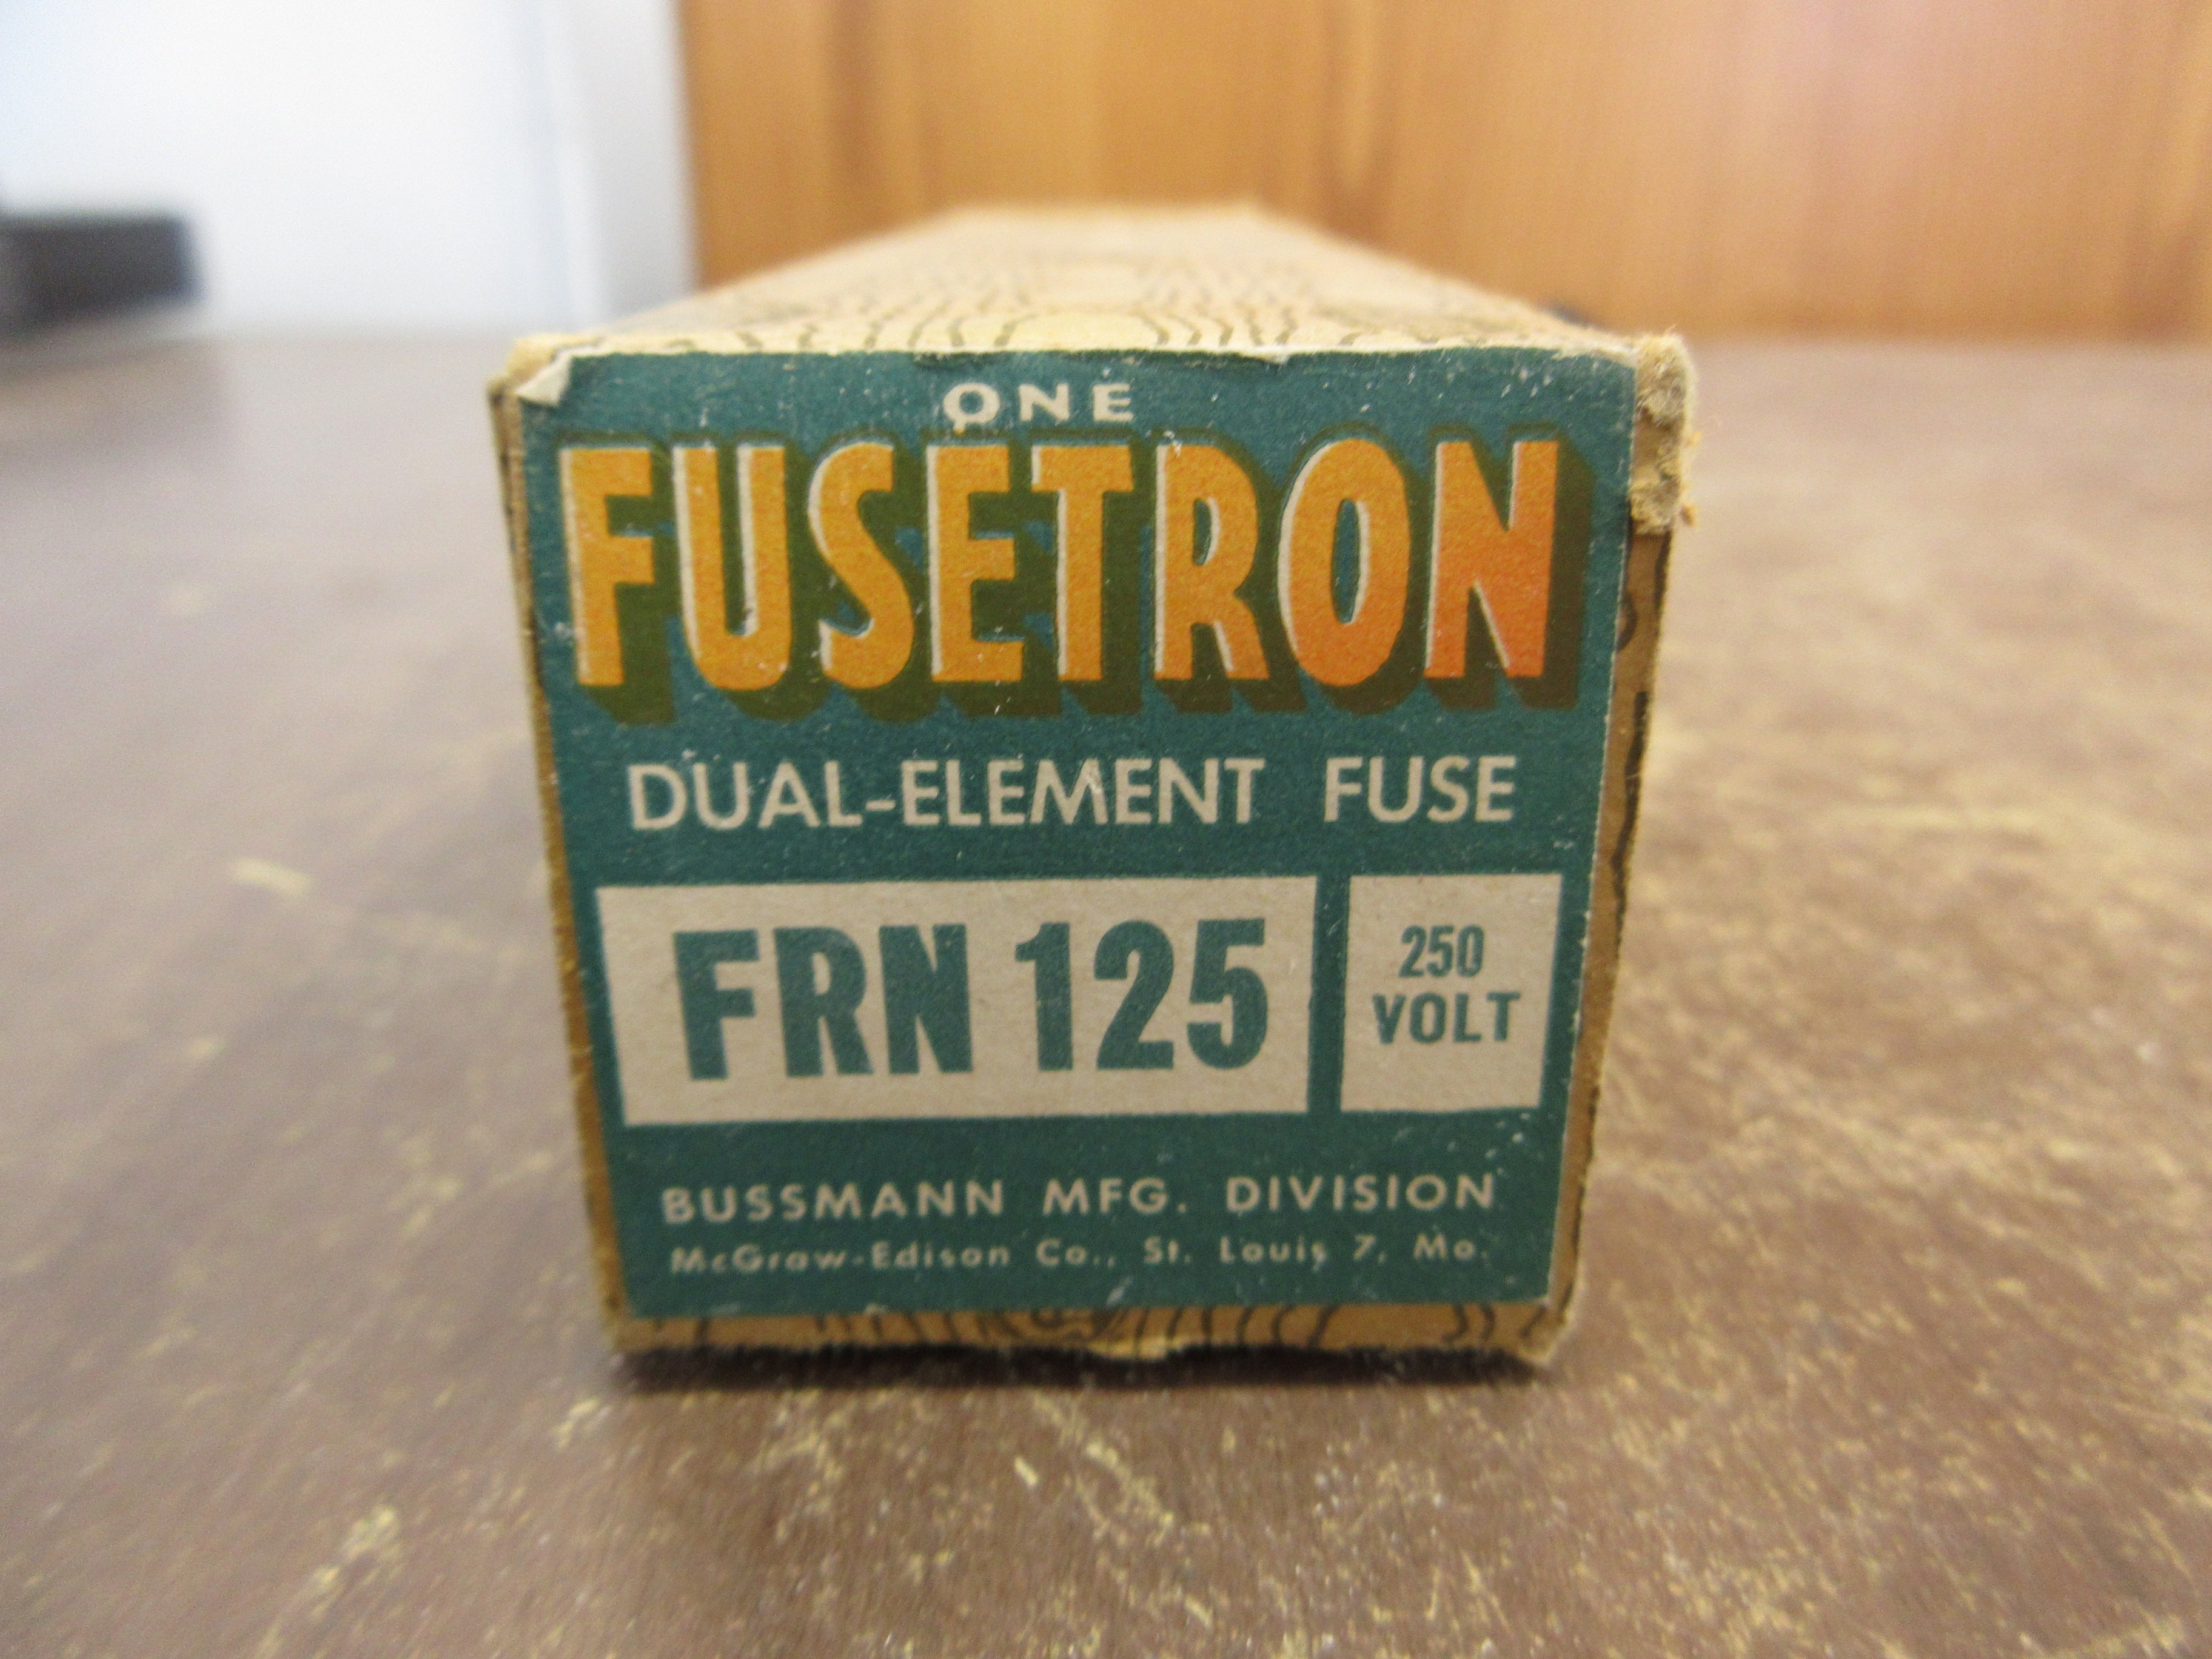 ONE
FUSETRON
DUAL-ELEMENT FUSE
FRN 125
250
VOLT
BUSSMANN MFG. DIVISION
McGraw-Edison Co., St. Louis 7, Mo.